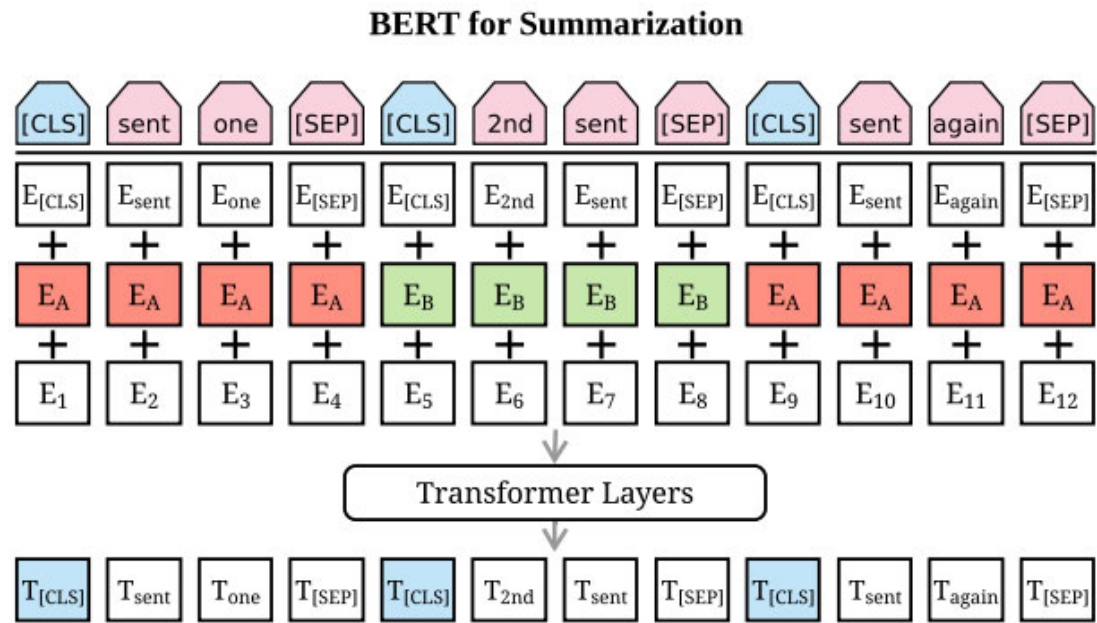 BERT for Summarization
[CLS] sent one [SEP] [CLS] 2nd sent [SEP] [CLS] sent again [SEP]
E[CLS] Esent Eone E[SEP] E[CLS] E2nd Esent E[SEP] E[CLS] Esent Eagain E[SEP]
+ + + + + + + + + + + +
EA EA EA EA EB EB EB EB EA EA EA EA
+ + + + + + + + + + + +
E1 E2 E3 E4 E5 E6 E7 E8 E9 E10 E11 E12
Transformer Layers
T[CLS] Tsent Tone T[SEP] T[CLS] T2nd Tsent T[SEP] T[CLS] Tsent Tagain T[SEP]